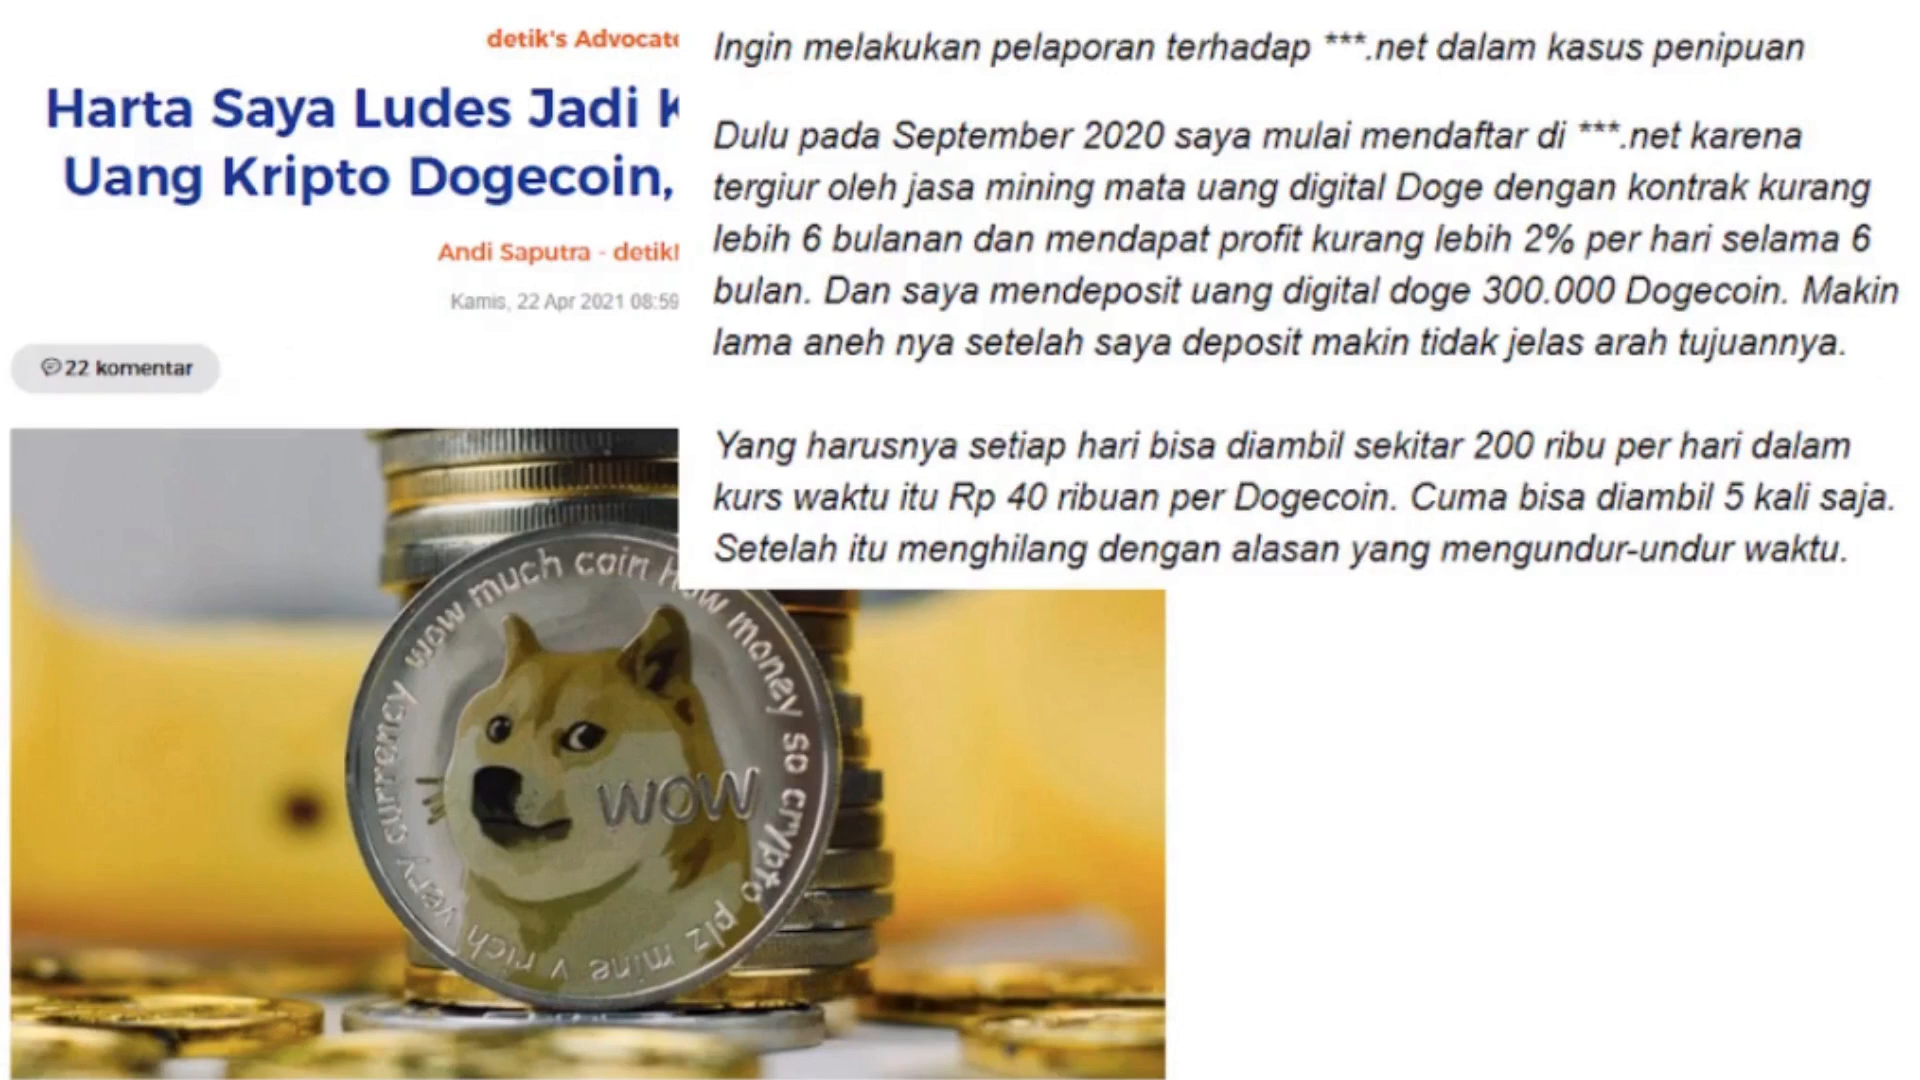 detik's Advocate
Harta Saya Ludes Jadi
Uang Kripto Dogecoin,
Andi Saputra - detik
Kamis, 22 Apr 2021 08:59
22 komentar
Ingin melakukan pelaporan terhadap ***.net dalam kasus penipuan
Dulu pada September 2020 saya mulai mendaftar di ***.net karena
tergiur oleh jasa mining mata uang digital Doge dengan kontrak kurang
lebih 6 bulanan dan mendapat profit kurang lebih 2% per hari selama 6
bulan. Dan saya mendeposit uang digital doge 300.000 Dogecoin. Makin
lama aneh nya setelah saya deposit makin tidak jelas arah tujuannya.
Yang harusnya setiap hari bisa diambil sekitar 200 ribu per hari dalam
kurs waktu itu Rp 40 ribuan per Dogecoin. Cuma bisa diambil 5 kali saja.
Setelah itu menghilang dengan alasan yang mengundur-undur waktu.
very currency wow much coin how money so crypto plz mine v rich
WOW